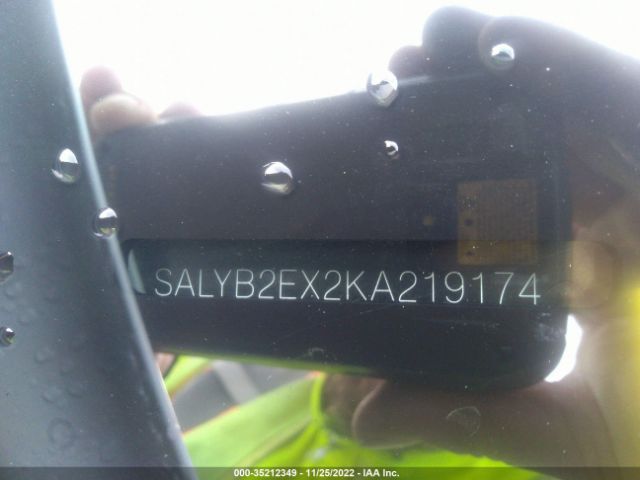 SALYB2EX2KA219174
000-35212349 - 11/25/2022 - IAA Inc.